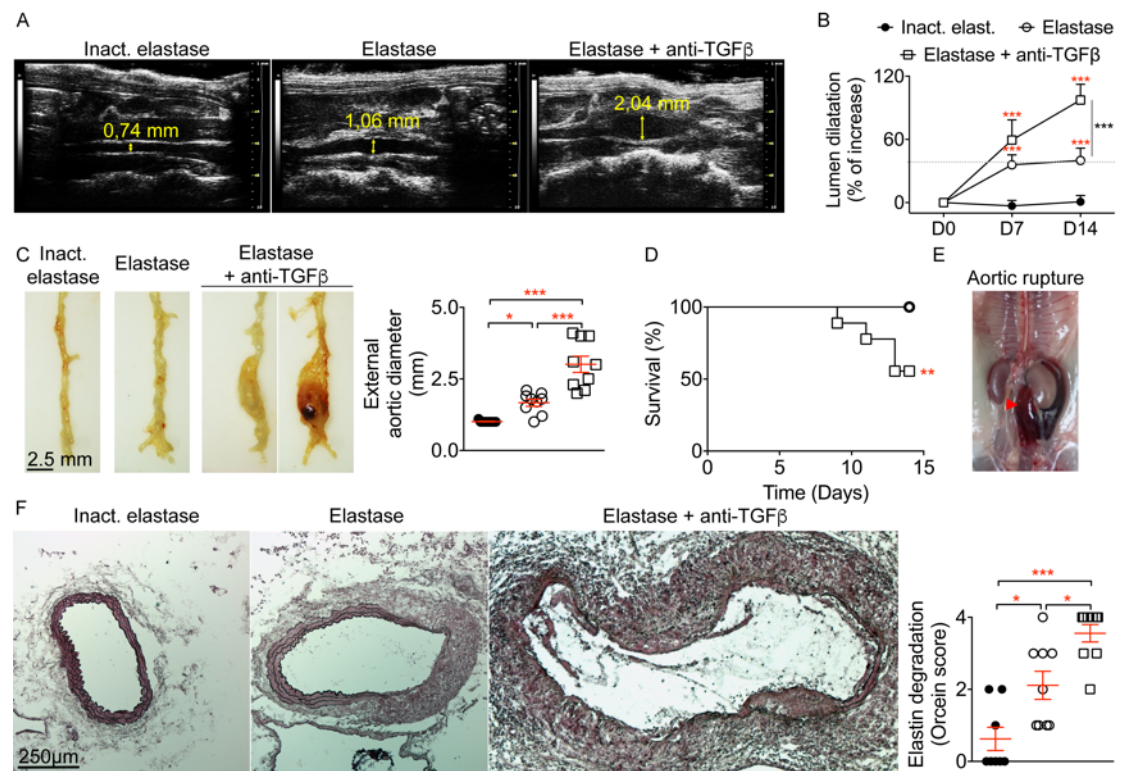 A
Inact. elastase
Elastase
Elastase + anti-TGFβ
0,74 mm
1,06 mm
2,04 mm
B
Inact. elast.
Elastase
Elastase + anti-TGFβ
Lumen dilatation
(% of increase)
120
60
0
***
***
***
***
***
D0
D7
D14
C
Inact.
elastase
Elastase
Elastase
+ anti-TGFβ
2.5 mm
External
aortic diameter
(mm)
5.0
2.5
0.0
***
*
***
D
Survival (%)
100
50
0
**
0
5
10
15
Time (Days)
E
Aortic rupture
F
Inact. elastase
Elastase
Elastase + anti-TGFβ
250µm
Elastin degradation
(Orcein score)
4
2
0
***
*
*